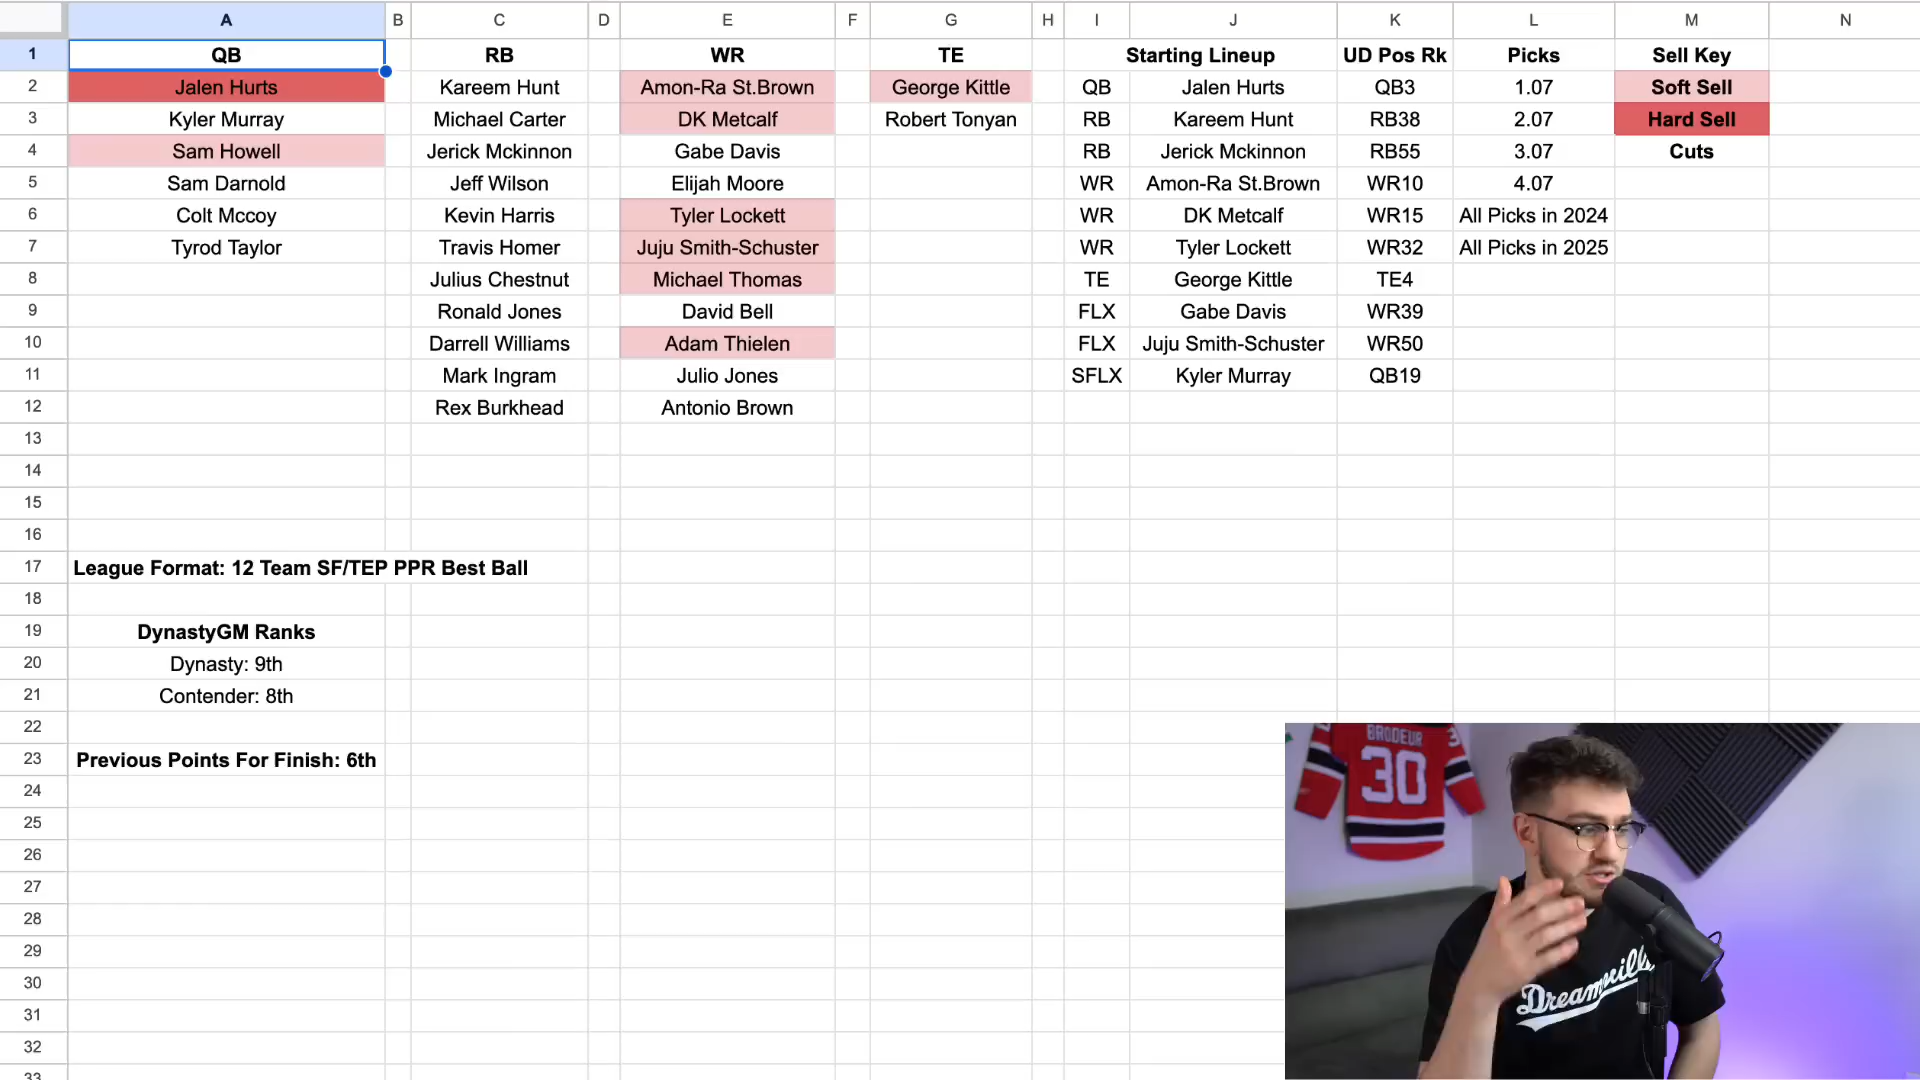 A B C D E F G H I J K L M N
1 QB RB WR TE Starting Lineup UD Pos Rk Picks Sell Key
2 Jalen Hurts Kareem Hunt Amon-Ra St.Brown George Kittle QB Jalen Hurts QB3 1.07 Soft Sell
3 Kyler Murray Michael Carter DK Metcalf Robert Tonyan RB Kareem Hunt RB38 2.07 Hard Sell
4 Sam Howell Jerick Mckinnon Gabe Davis RB Jerick Mckinnon RB55 3.07 Cuts
5 Sam Darnold Jeff Wilson Elijah Moore WR Amon-Ra St.Brown WR10 4.07
6 Colt Mccoy Kevin Harris Tyler Lockett WR DK Metcalf WR15 All Picks in 2024
7 Tyrod Taylor Travis Homer Juju Smith-Schuster WR Tyler Lockett WR32 All Picks in 2025
8 Julius Chestnut Michael Thomas TE George Kittle TE4
9 Ronald Jones David Bell FLX Gabe Davis WR39
10 Darrell Williams Adam Thielen FLX Juju Smith-Schuster WR50
11 Mark Ingram Julio Jones SFLX Kyler Murray QB19
12 Rex Burkhead Antonio Brown
13
14
15
16
17 League Format: 12 Team SF/TEP PPR Best Ball
18
19 DynastyGM Ranks
20 Dynasty: 9th
21 Contender: 8th
22
23 Previous Points For Finish: 6th
24
25
26
27
28
29
30
31
32
33
BRODEUR
30
Dreamville